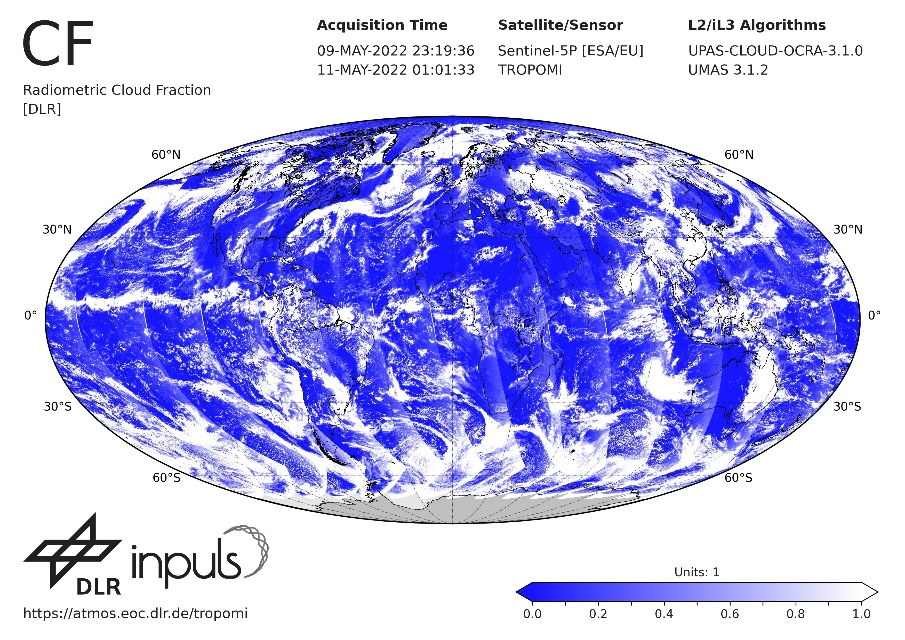 CF
Radiometric Cloud Fraction
[DLR]
Acquisition Time
09-MAY-2022 23:19:36
11-MAY-2022 01:01:33
Satellite/Sensor
Sentinel-5P [ESA/EU]
TROPOMI
L2/iL3 Algorithms
UPAS-CLOUD-OCRA-3.1.0
UMAS 3.1.2
60°N
60°N
30°N
30°N
0°
0°
30°S
30°S
60°S
60°S
DLR
inpuls
https://atmos.eoc.dlr.de/tropomi
Units: 1
0.0 0.2 0.4 0.6 0.8 1.0